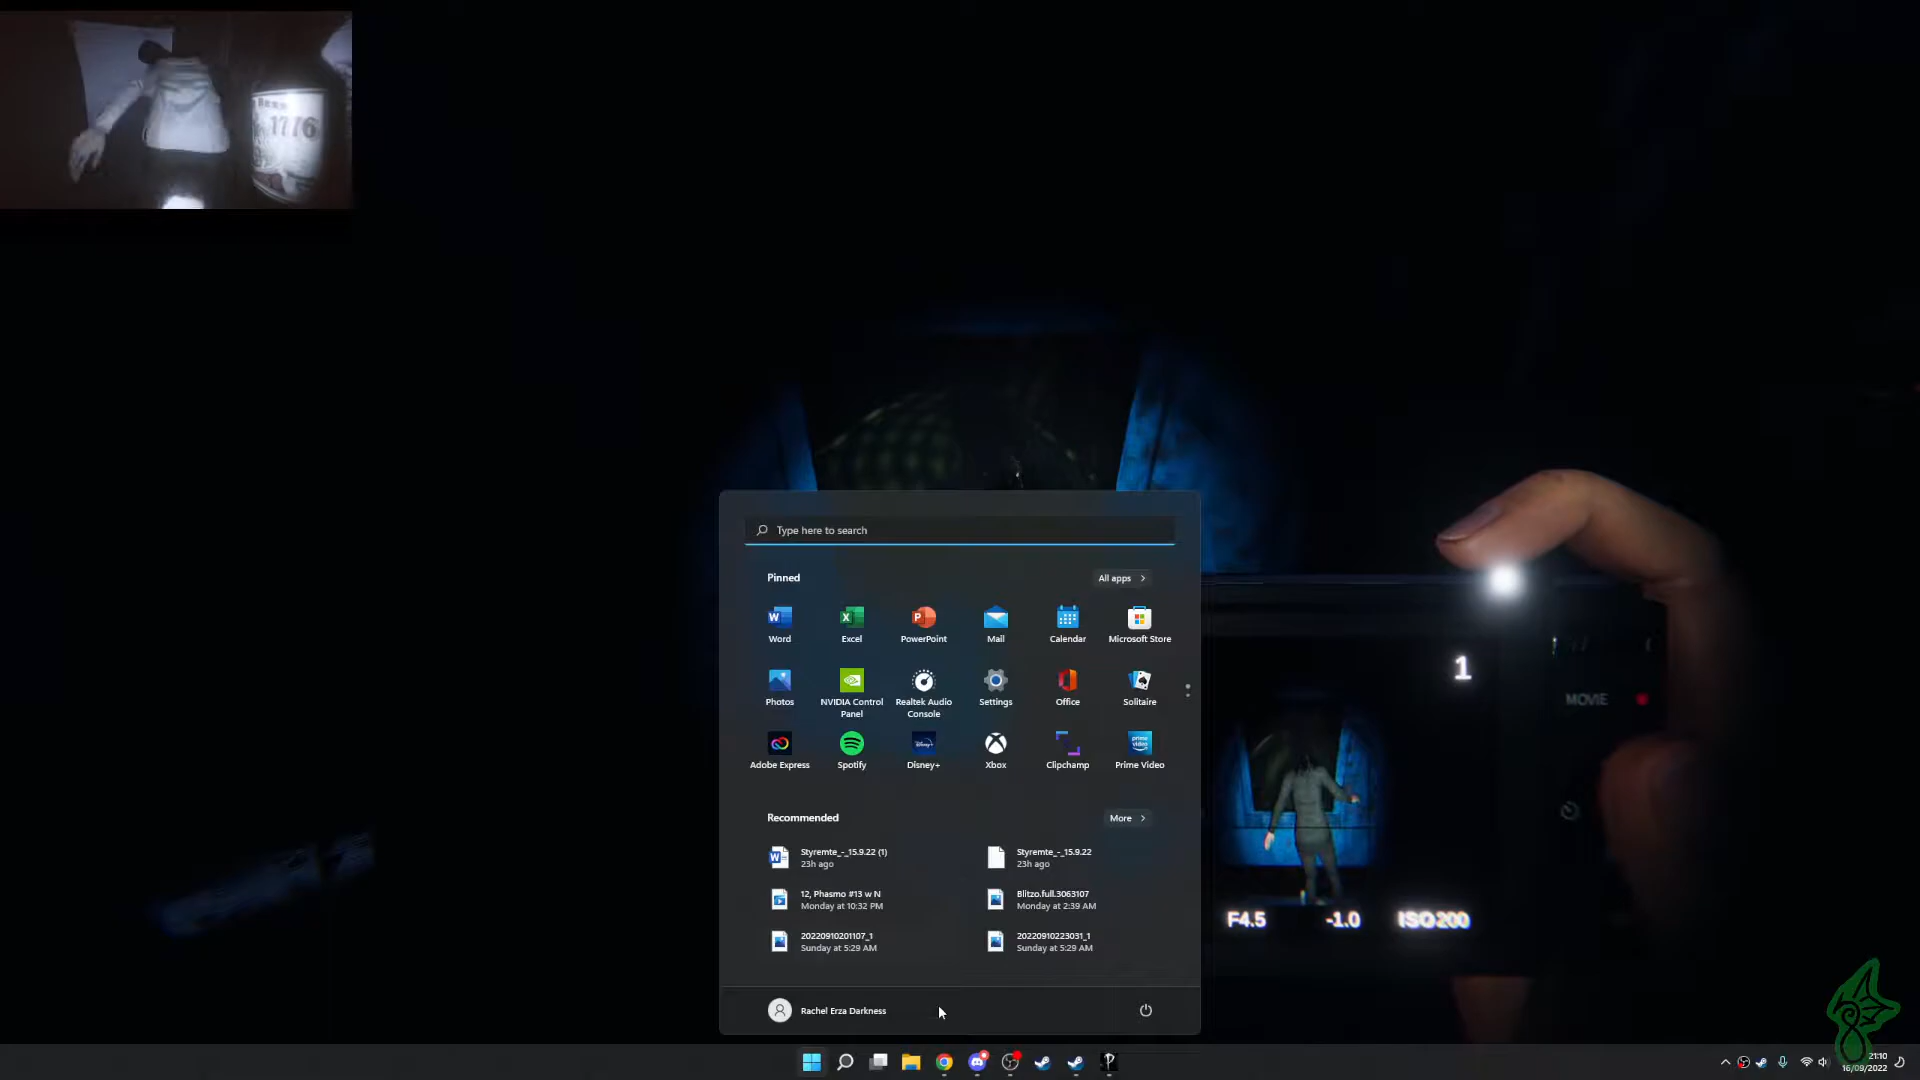 1776
Type here to search
Pinned
All apps
Word
Excel
PowerPoint
Mail
Calendar
Microsoft Store
Photos
NVIDIA Control
Panel
Realtek Audio
Console
Settings
Office
Solitaire
Adobe Express
Spotify
Disney+
Xbox
Clipchamp
prime video
Prime Video
Recommended
More
Styremte_-_15.9.22 (1)
23h ago
Styremte_-_15.9.22
23h ago
12, Phasmo #13 w N
Monday at 10:32 PM
Blitzo.full.3063107
Monday at 2:39 AM
20220910201107_1
Sunday at 5:29 AM
20220910223031_1
Sunday at 5:29 AM
Rachel Erza Darkness
1
MOVIE
F4.5 -1.0 ISO200
21:10
16/09/2022